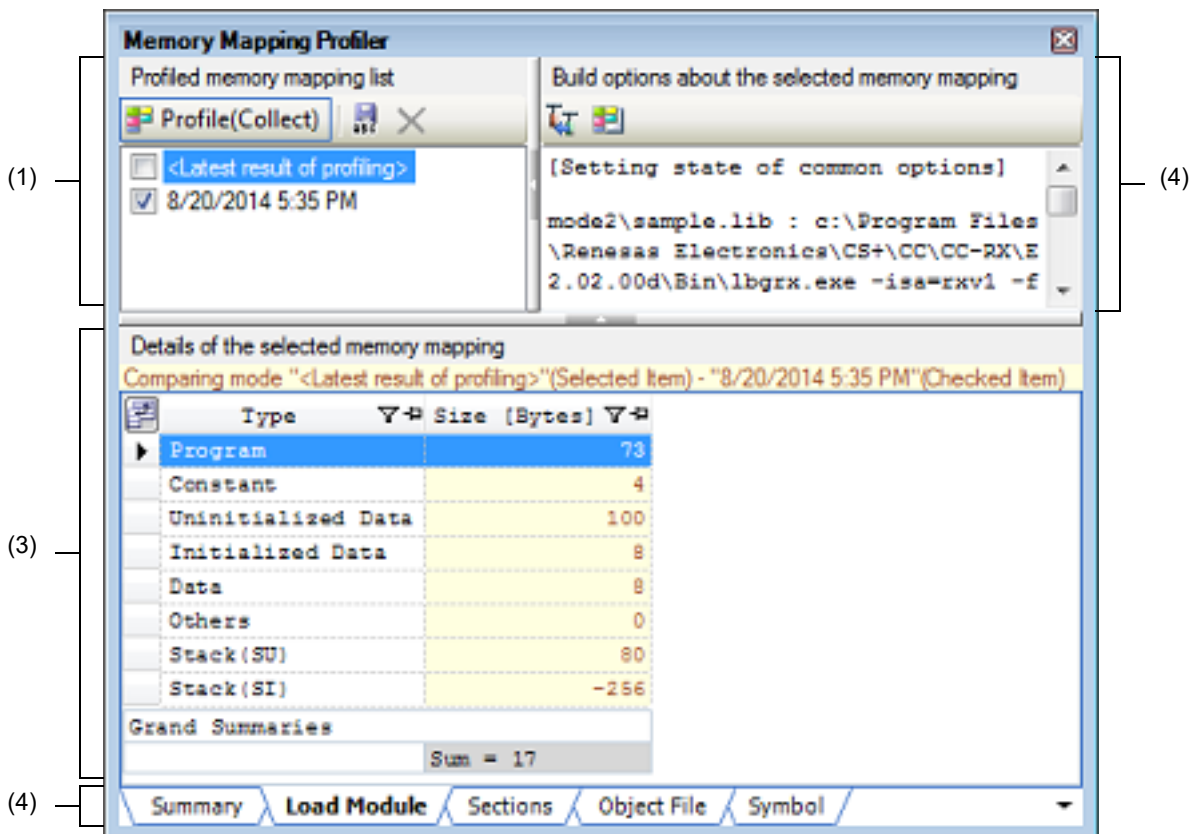 Memory Mapping Profiler
Profiled memory mapping list
Build options about the selected memory mapping
Profile(Collect)
(1)
(4)
<Latest result of profiling>
8/20/2014 5:35 PM
[Setting state of common options]
mode2\sample.lib : c:\Program Files
\Renesas Electronics\CS+\CC\CC-RX\E
2.02.00d\Bin\lbgrx.exe -isa=rxv1 -f
Details of the selected memory mapping
Comparing mode "<Latest result of profiling>"(Selected Item) - "8/20/2014 5:35 PM"(Checked Item)
Type Size [Bytes]
Program 73
Constant 4
Uninitialized Data 100
(3)
Initialized Data 8
Data 8
Others 0
Stack(SU) 80
Stack(SI) -256
Grand Summaries
Sum = 17
(4)
Summary Load Module Sections Object File Symbol